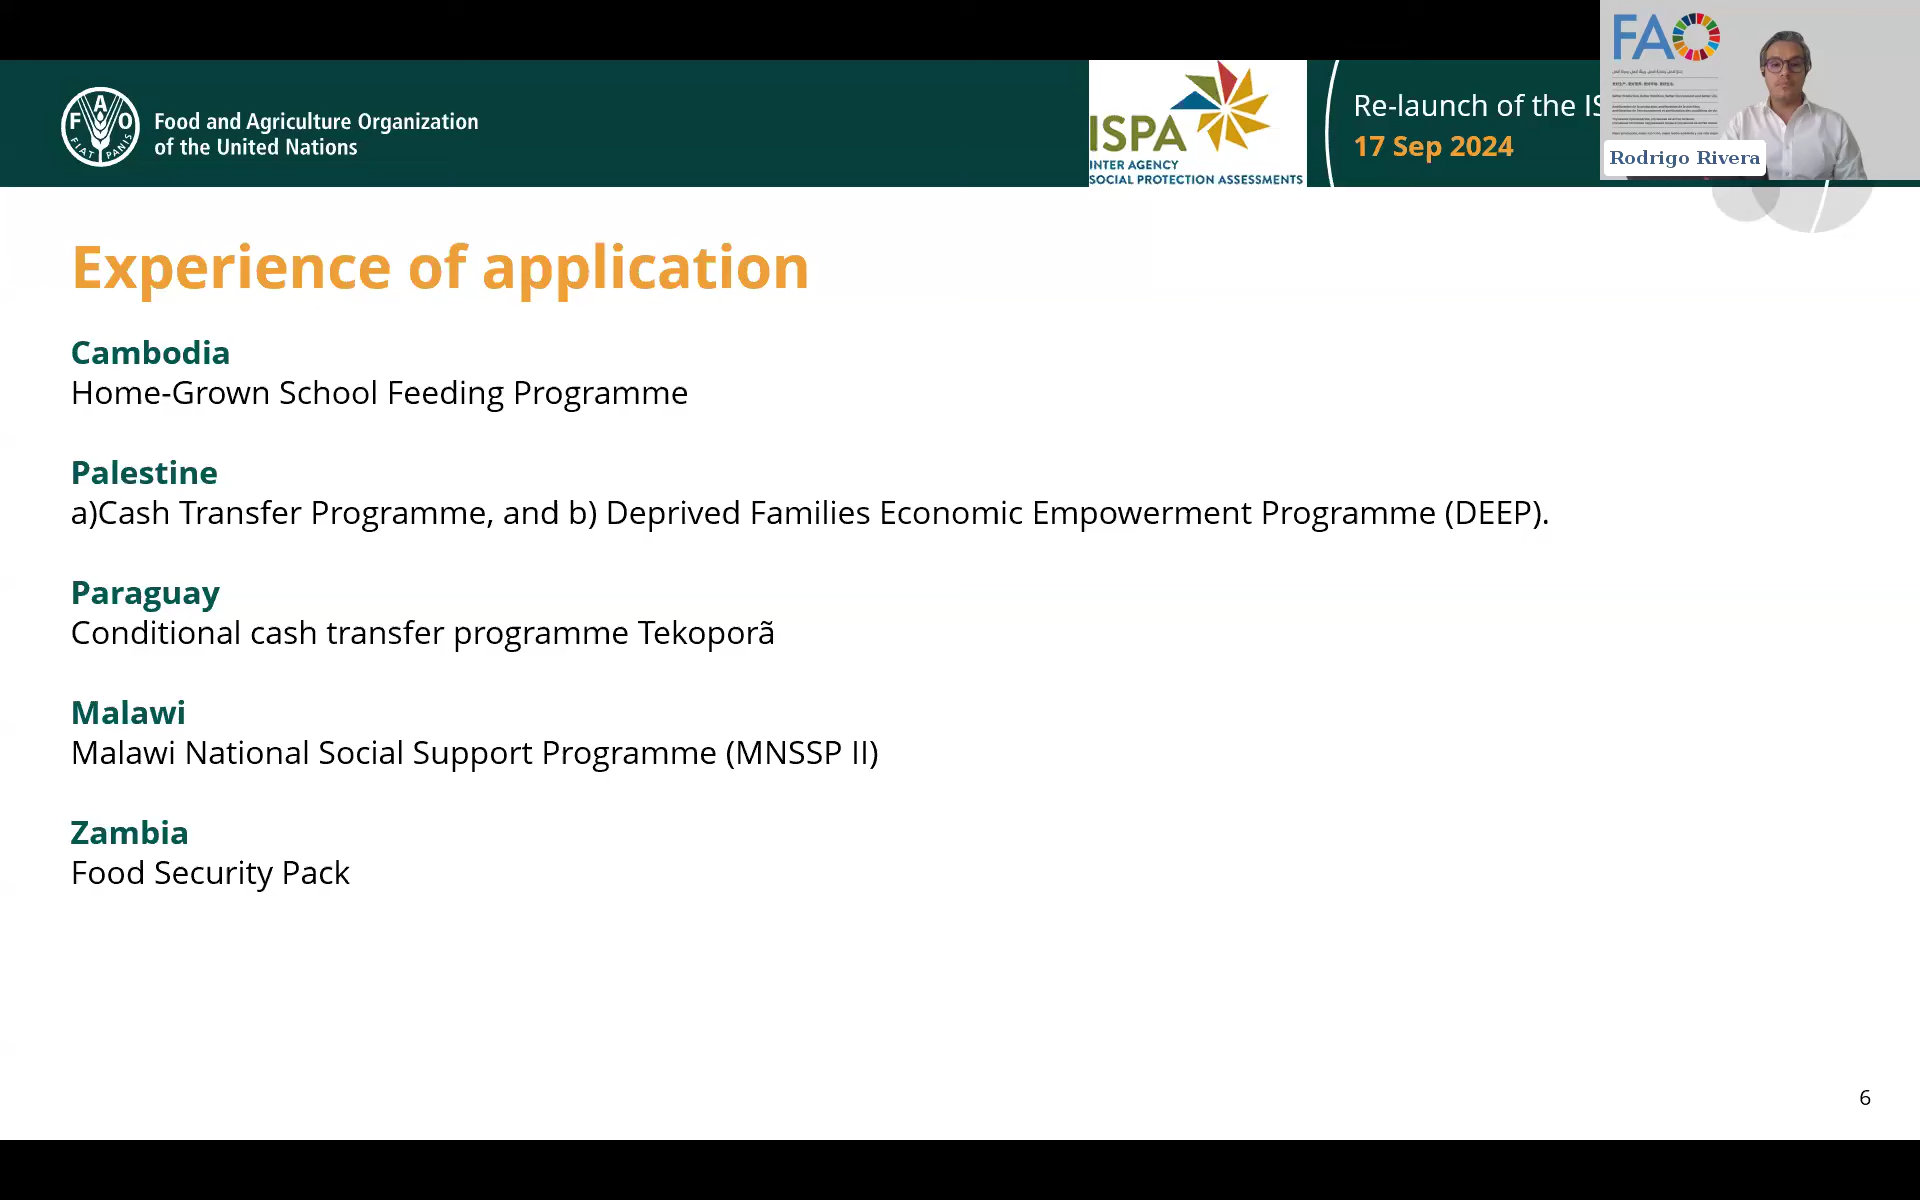 FAO
Food and Agriculture Organization
of the United Nations
FIAT PANIS
ISPA
INTER AGENCY
SOCIAL PROTECTION ASSESSMENTS
Re-launch of the
17 Sep 2024
FAO
Rodrigo Rivera
Experience of application
Cambodia
Home-Grown School Feeding Programme
Palestine
a)Cash Transfer Programme, and b) Deprived Families Economic Empowerment Programme (DEEP).
Paraguay
Conditional cash transfer programme Tekoporã
Malawi
Malawi National Social Support Programme (MNSSP II)
Zambia
Food Security Pack
6